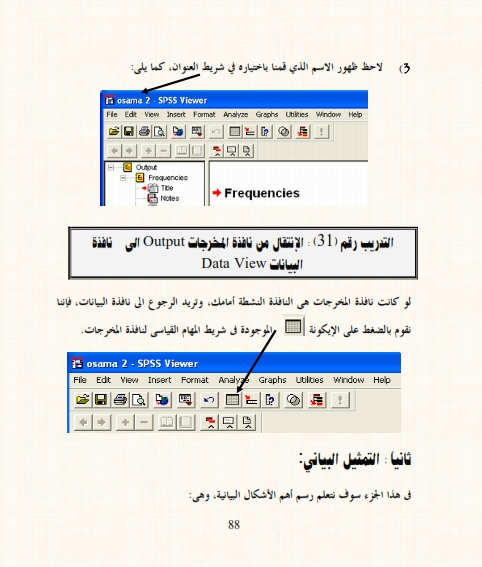 3) لاحظ ظهور الاسم الذي قمنا باختياره في شريط العنوان، كما يلى:
osama 2 - SPSS Viewer
File Edit View Insert Format Analyze Graphs Utilities Window Help
Output
Frequencies
Title
Notes
Frequencies
التدريب رقم (31) : الإنتقال من نافذة المخرجات Output الى نافذة
البيانات Data View
لو كانت نافذة المخرجات هى النافذة النشطة أمامك، وتريد الرجوع الى نافذة البيانات، فإننا
نقوم بالضغط على الإيكونة الموجودة فى شريط المهام القياسى لنافذة المخرجات.
osama 2 - SPSS Viewer
File Edit View Insert Format Analyze Graphs Utilities Window Help
ثانيا : التمثيل البياني:
فى هذا الجزء سوف نتعلم رسم أهم الأشكال البيانية، وهى:
88